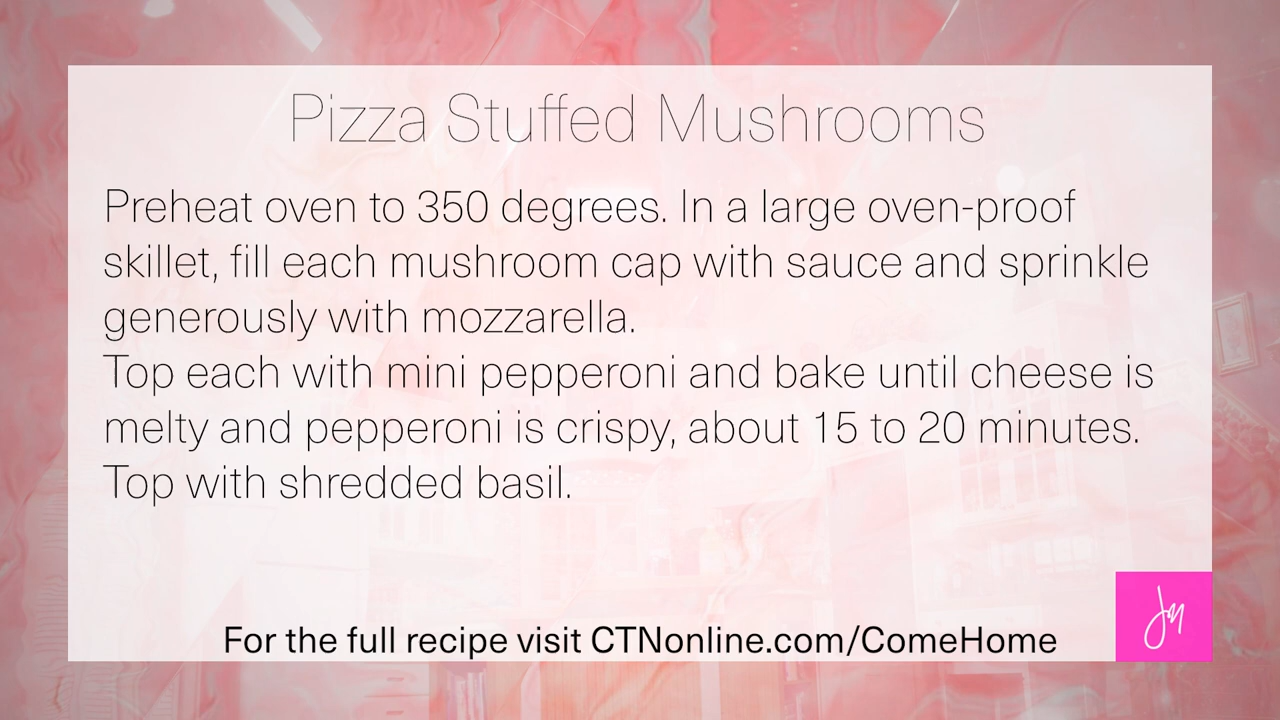 Pizza Stuffed Mushrooms
Preheat oven to 350 degrees. In a large oven-proof
skillet, fill each mushroom cap with sauce and sprinkle
generously with mozzarella.
Top each with mini pepperoni and bake until cheese is
melty and pepperoni is crispy, about 15 to 20 minutes.
Top with shredded basil.
For the full recipe visit CTNonline.com/ComeHome